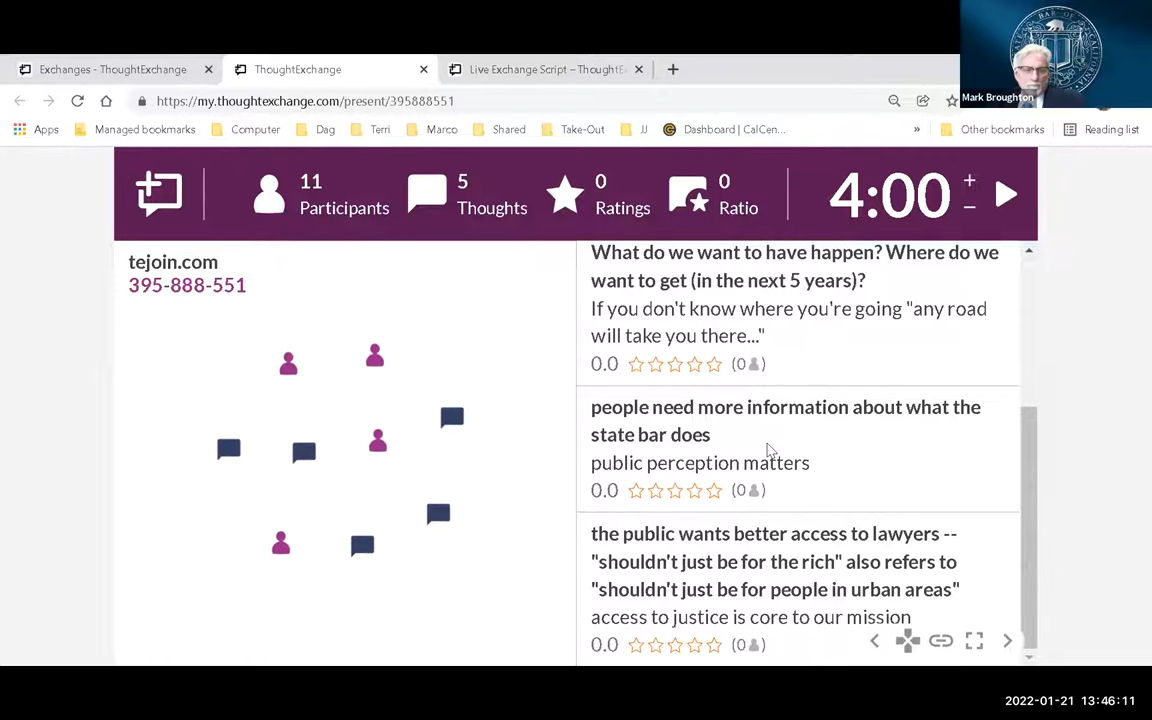 Exchanges - ThoughtExchange
ThoughtExchange
Live Exchange Script – ThoughtE
https://my.thoughtexchange.com/present/395888551
Mark Broughton
Apps
Managed bookmarks
Computer
Dag
Terri
Marco
Shared
Take-Out
JJ
Dashboard | CalCen...
»
Other bookmarks
Reading list
11
Participants
5
Thoughts
0
Ratings
0
Ratio
4:00
+
−
tejoin.com
395-888-551
What do we want to have happen? Where do we
want to get (in the next 5 years)?
If you don't know where you're going "any road
will take you there..."
0.0 (0)
people need more information about what the
state bar does
public perception matters
0.0 (0)
the public wants better access to lawyers --
"shouldn't just be for the rich" also refers to
"shouldn't just be for people in urban areas"
access to justice is core to our mission
0.0 (0)
2022-01-21 13:46:11